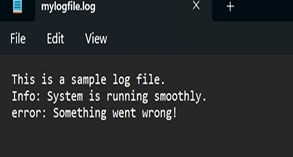 mylogfile.log X +
File Edit View
This is a sample log file.
Info: System is running smoothly.
error: Something went wrong!